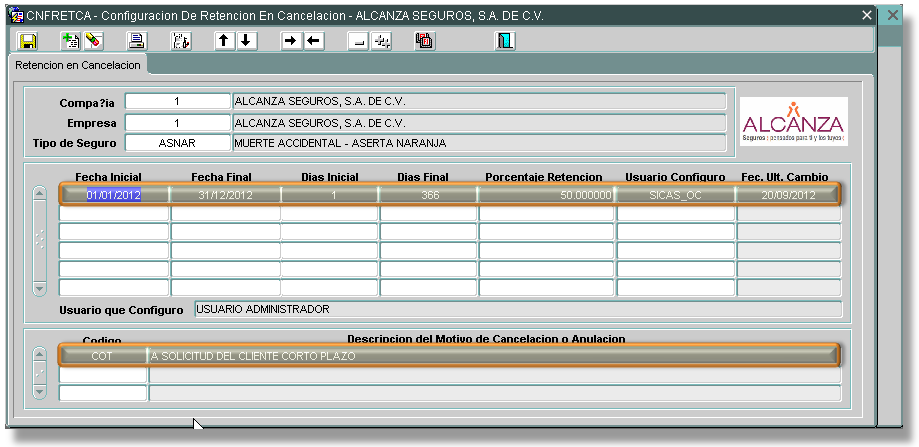 CNFRETCA - Configuracion De Retencion En Cancelacion - ALCANZA SEGUROS, S.A. DE C.V.
Retencion en Cancelacion
Compa?ia 1 ALCANZA SEGUROS, S.A. DE C.V.
Empresa 1 ALCANZA SEGUROS, S.A. DE C.V.
Tipo de Seguro ASNAR MUERTE ACCIDENTAL - ASERTA NARANJA
ALCANZA
Seguros : pensados para ti y los tuyos :
Fecha Inicial Fecha Final Dias Inicial Dias Final Porcentaje Retencion Usuario Configuro Fec. Ult. Cambio
01/01/2012 31/12/2012 1 366 50.000000 SICAS_OC 20/09/2012
Usuario que Configuro USUARIO ADMINISTRADOR
Codigo Descripcion del Motivo de Cancelacion o Anulacion
COT A SOLICITUD DEL CLIENTE CORTO PLAZO